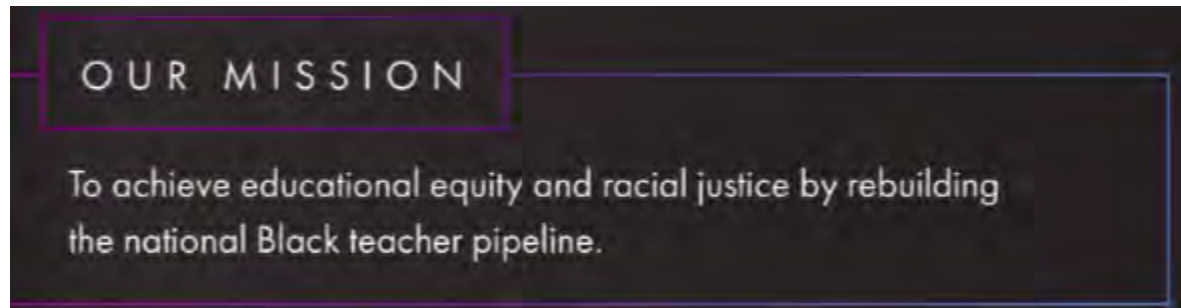 OUR MISSION
To achieve educational equity and racial justice by rebuilding
the national Black teacher pipeline.